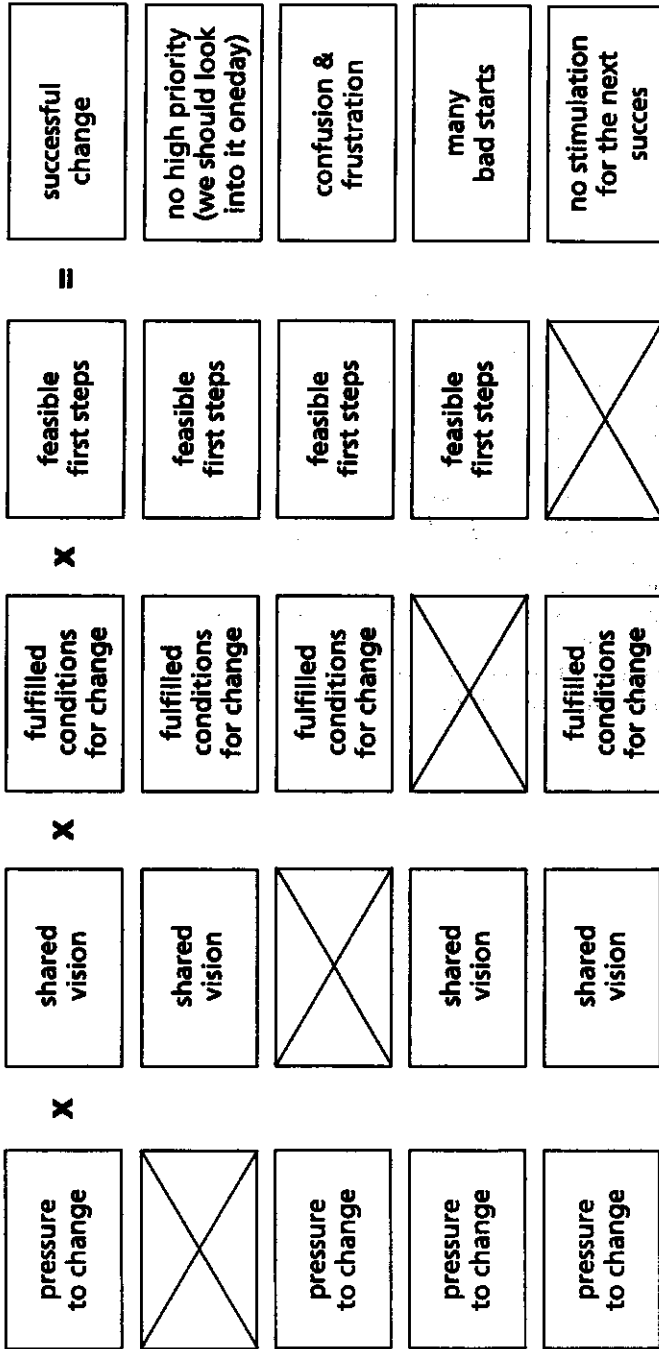 pressure
to change
X
shared
vision
X
fulfilled
conditions
for change
X
feasible
first steps
=
successful
change
shared
vision
fulfilled
conditions
for change
feasible
first steps
no high priority
(we should look
into it oneday)
pressure
to change
fulfilled
conditions
for change
feasible
first steps
confusion &
frustration
pressure
to change
shared
vision
feasible
first steps
many
bad starts
pressure
to change
shared
vision
fulfilled
conditions
for change
no stimulation
for the next
succes